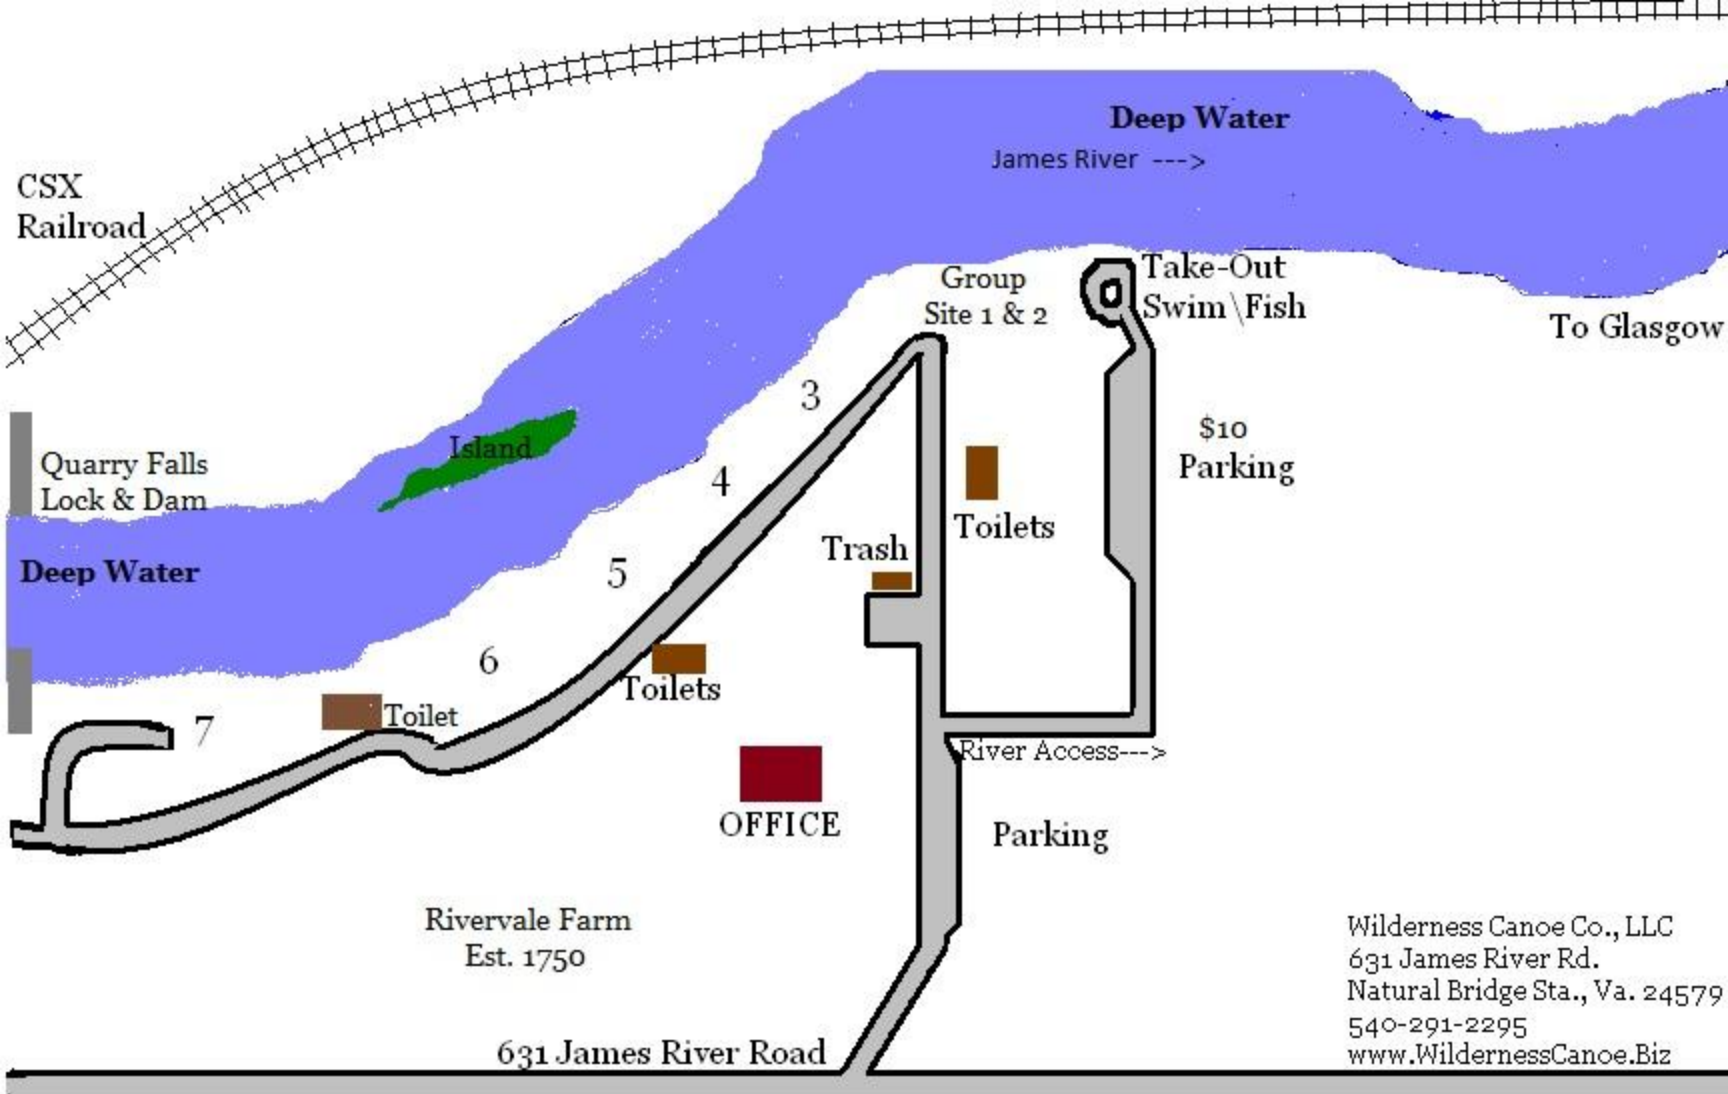 Deep Water
James River --->
CSX
Railroad
Group
Site 1 & 2
Take-Out
Swim\Fish
To Glasgow
3
$10
Parking
Island
Quarry Falls
Lock & Dam
4
Toilets
Trash
Deep Water
5
6
Toilets
Toilet
7
River Access--->
OFFICE
Parking
Rivervale Farm
Est. 1750
Wilderness Canoe Co., LLC
631 James River Rd.
Natural Bridge Sta., Va. 24579
540-291-2295
www.WildernessCanoe.Biz
631 James River Road